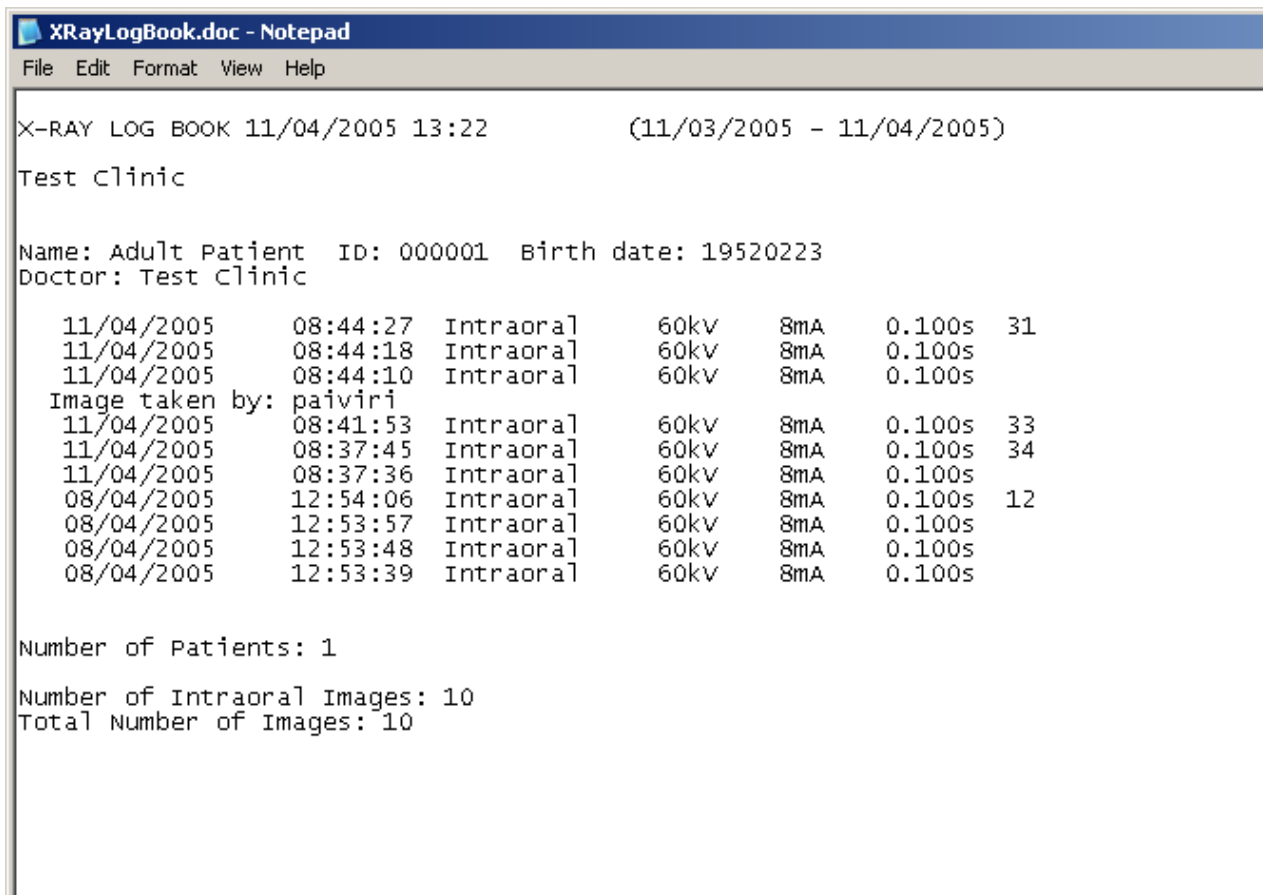 XRayLogBook.doc - Notepad
File Edit Format View Help
X-RAY LOG BOOK 11/04/2005 13:22 (11/03/2005 - 11/04/2005)
Test Clinic
Name: Adult Patient ID: 000001 Birth date: 19520223
Doctor: Test Clinic
11/04/2005 08:44:27 Intraoral 60kV 8mA 0.100s 31
11/04/2005 08:44:18 Intraoral 60kV 8mA 0.100s
11/04/2005 08:44:10 Intraoral 60kV 8mA 0.100s
Image taken by: paiviri
11/04/2005 08:41:53 Intraoral 60kV 8mA 0.100s 33
11/04/2005 08:37:45 Intraoral 60kV 8mA 0.100s 34
11/04/2005 08:37:36 Intraoral 60kV 8mA 0.100s
08/04/2005 12:54:06 Intraoral 60kV 8mA 0.100s 12
08/04/2005 12:53:57 Intraoral 60kV 8mA 0.100s
08/04/2005 12:53:48 Intraoral 60kV 8mA 0.100s
08/04/2005 12:53:39 Intraoral 60kV 8mA 0.100s
Number of Patients: 1
Number of Intraoral Images: 10
Total Number of Images: 10